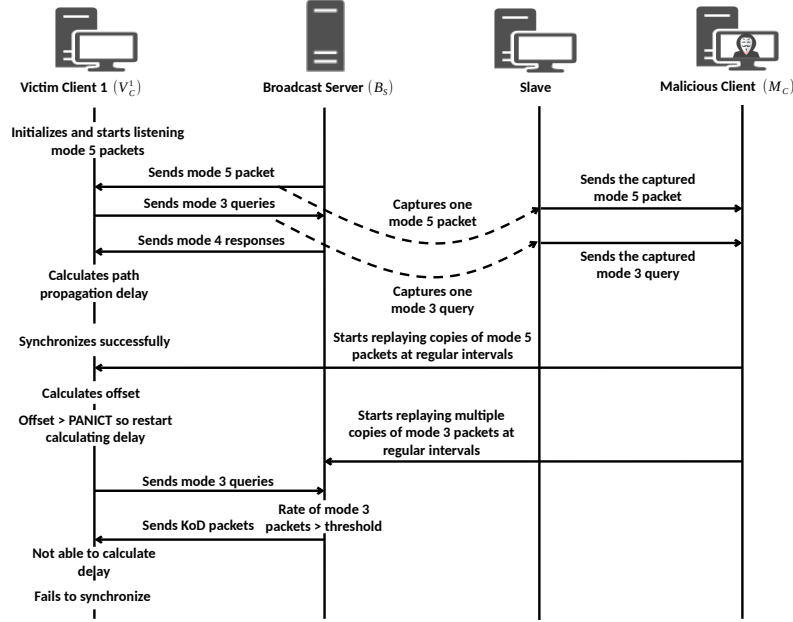 Victim Client 1 (V_C^1)
Broadcast Server (B_S)
Slave
Malicious Client (M_C)
Initializes and starts listening
mode 5 packets
Sends mode 5 packet
Sends mode 3 queries
Sends mode 4 responses
Captures one
mode 5 packet
Sends the captured
mode 5 packet
Calculates path
propagation delay
Captures one
mode 3 query
Sends the captured
mode 3 query
Synchronizes successfully
Starts replaying copies of mode 5
packets at regular intervals
Calculates offset
Offset > PANICT so restart
calculating delay
Starts replaying multiple
copies of mode 3 packets at
regular intervals
Sends mode 3 queries
Rate of mode 3
packets > threshold
Sends KoD packets
Not able to calculate
delay
Fails to synchronize